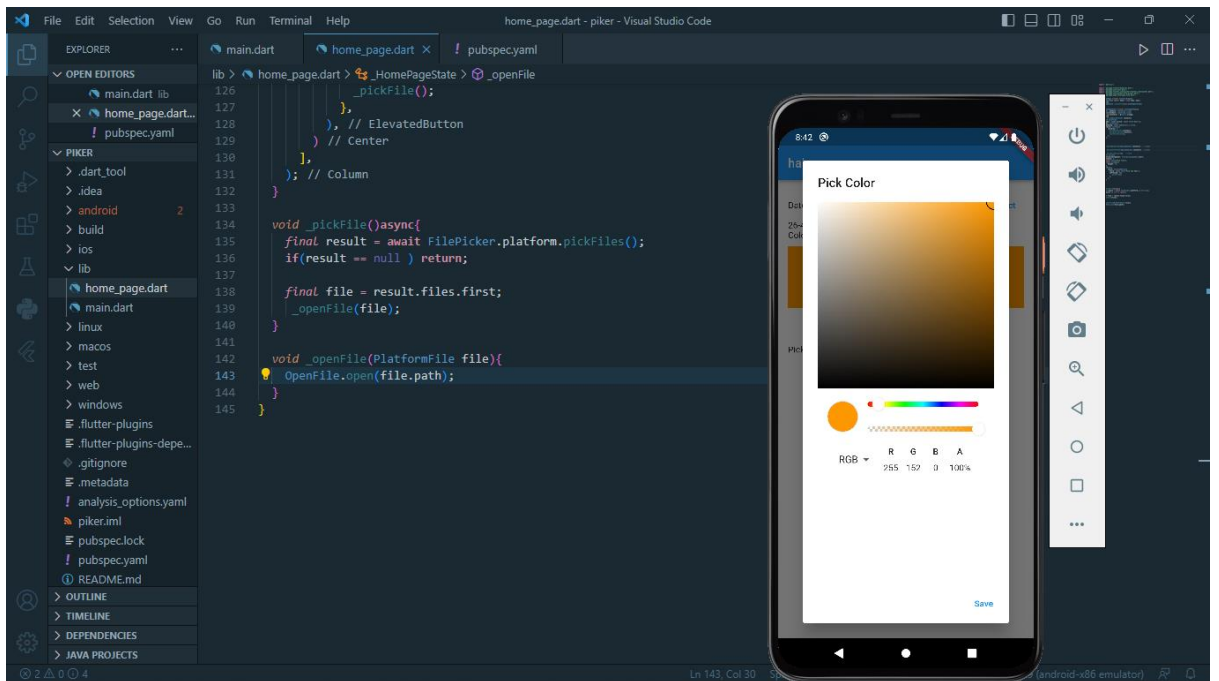 File Edit Selection View Go Run Terminal Help
home_page.dart - piker - Visual Studio Code
EXPLORER
OPEN EDITORS
main.dart lib
home_page.dart...
pubspec.yaml
PIKER
.dart_tool
.idea
android 2
build
ios
lib
home_page.dart
main.dart
linux
macos
test
web
windows
.flutter-plugins
.flutter-plugins-depe...
.gitignore
.metadata
analysis_options.yaml
piker.iml
pubspec.lock
pubspec.yaml
README.md
OUTLINE
TIMELINE
DEPENDENCIES
JAVA PROJECTS
main.dart home_page.dart pubspec.yaml
lib > home_page.dart > _HomePageState > _openFile
126 _pickFile();
127 },
128 ), // ElevatedButton
129 ) // Center
130 ],
131 ); // Column
132 }
133
134 void _pickFile()async{
135 final result = await FilePicker.platform.pickFiles();
136 if(result == null ) return;
137
138 final file = result.files.first;
139 _openFile(file);
140 }
141
142 void _openFile(PlatformFile file){
143 OpenFile.open(file.path);
144 }
145 }
8:42
Pick Color
RGB
R G B A
255 152 0 100%
Save
2 0 4
Ln 143, Col 30
(android-x86 emulator)